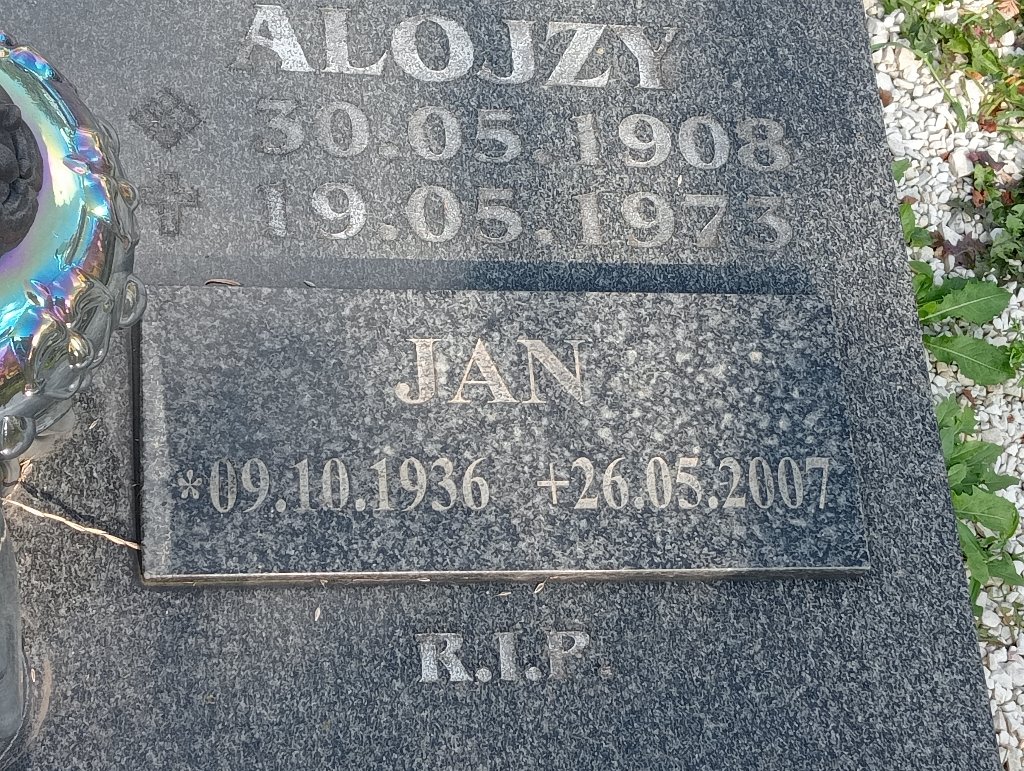 ALOJZY
30.05.1908
19.05.1973
JAN
*09.10.1936 +26.05.2007
R.I.P.